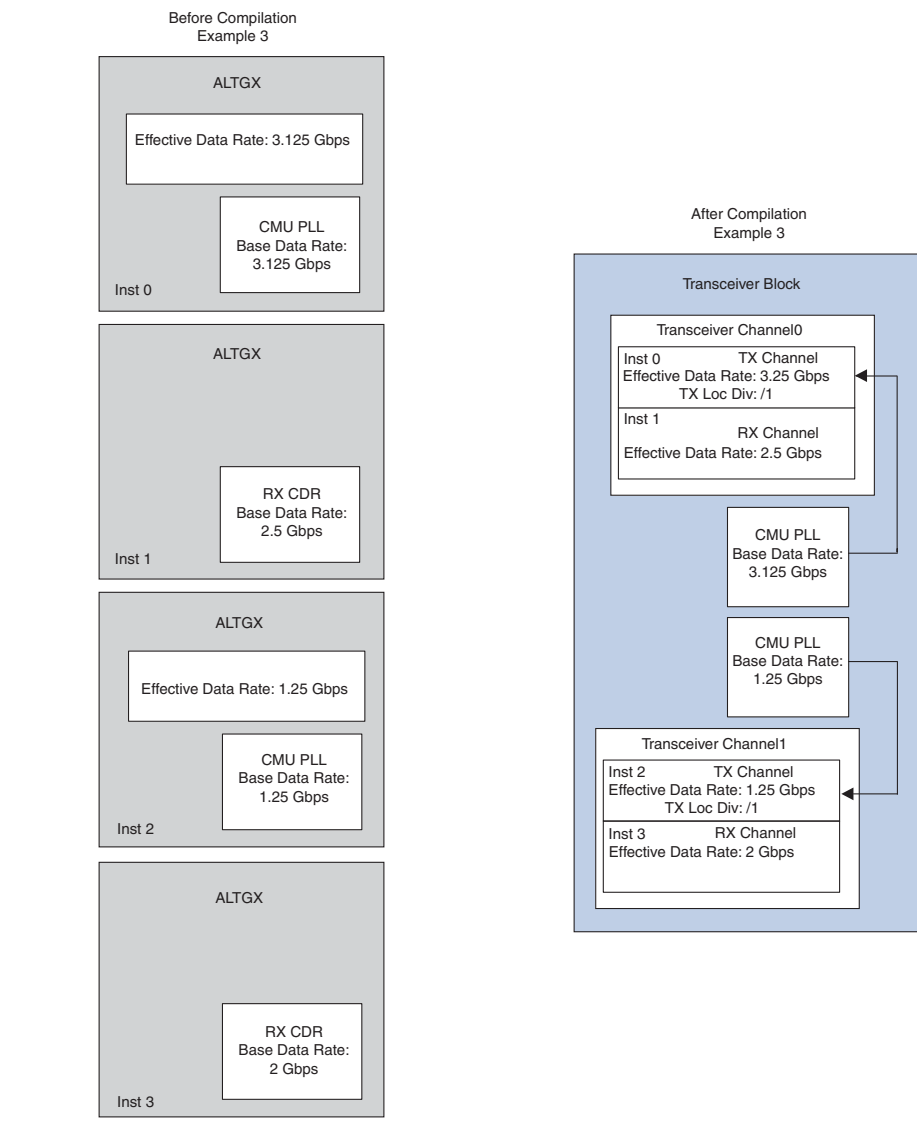 Before Compilation
Example 3
ALTGX
Effective Data Rate: 3.125 Gbps
CMU PLL
Base Data Rate:
3.125 Gbps
Inst 0
ALTGX
RX CDR
Base Data Rate:
2.5 Gbps
Inst 1
ALTGX
Effective Data Rate: 1.25 Gbps
CMU PLL
Base Data Rate:
1.25 Gbps
Inst 2
ALTGX
RX CDR
Base Data Rate:
2 Gbps
Inst 3
After Compilation
Example 3
Transceiver Block
Transceiver Channel0
Inst 0 TX Channel
Effective Data Rate: 3.25 Gbps
TX Loc Div: /1
Inst 1
RX Channel
Effective Data Rate: 2.5 Gbps
CMU PLL
Base Data Rate:
3.125 Gbps
CMU PLL
Base Data Rate:
1.25 Gbps
Transceiver Channel1
Inst 2 TX Channel
Effective Data Rate: 1.25 Gbps
TX Loc Div: /1
Inst 3 RX Channel
Effective Data Rate: 2 Gbps